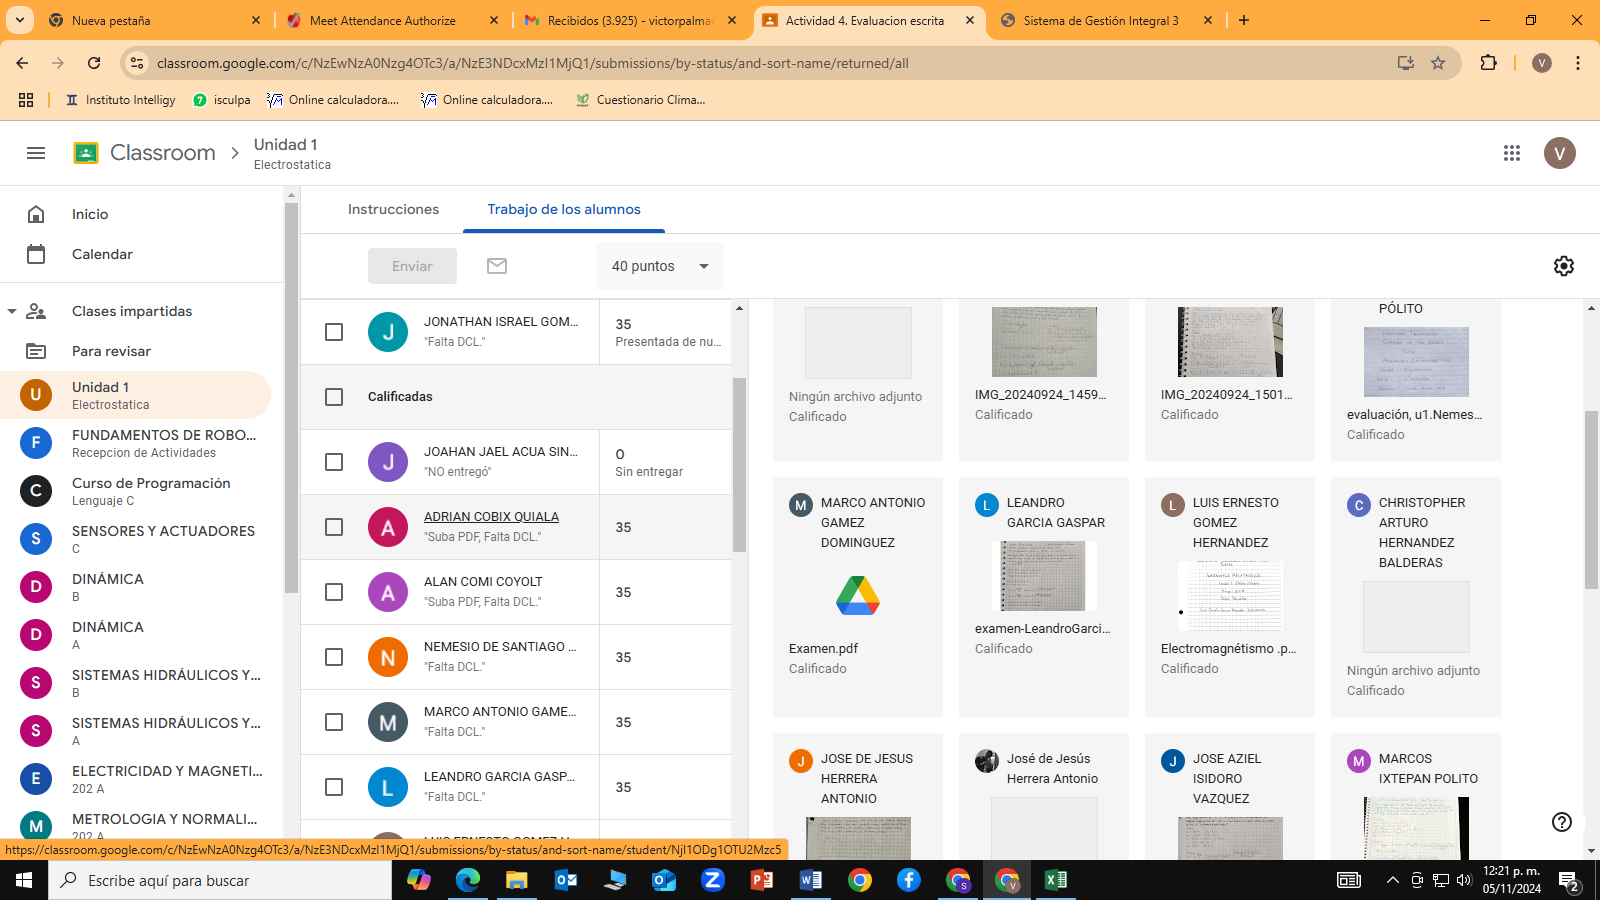 Nueva pestaña
Meet Attendance Authorize
Recibidos (3.925) - victorpalma
Actividad 4. Evaluacion escrita
Sistema de Gestión Integral 3
classroom.google.com/c/NzEwNzA0Nzg4OTc3/a/NzE3NDcxMzI1MjQ1/submissions/by-status/and-sort-name/returned/all
V
Instituto Intelligy
isculpa
Online calculadora....
Online calculadora....
Cuestionario Clima...
Classroom
Unidad 1
Electrostatica
V
Inicio
Calendar
Clases impartidas
Para revisar
U
Unidad 1
Electrostatica
F
FUNDAMENTOS DE ROBO...
Recepcion de Actividades
C
Curso de Programación
Lenguaje C
S
SENSORES Y ACTUADORES
C
D
DINÁMICA
B
D
DINÁMICA
A
S
SISTEMAS HIDRÁULICOS Y...
B
S
SISTEMAS HIDRÁULICOS Y...
A
E
ELECTRICIDAD Y MAGNETI...
202 A
M
METROLOGIA Y NORMALI...
202 A
Instrucciones
Trabajo de los alumnos
Enviar
40 puntos
J
JONATHAN ISRAEL GOM...
"Falta DCL."
35
Presentada de nu...
Calificadas
J
JOAHAN JAEL ACUA SIN...
"NO entregó"
0
Sin entregar
A
ADRIAN COBIX QUIALA
"Suba PDF, Falta DCL."
35
A
ALAN COMI COYOLT
"Suba PDF, Falta DCL."
35
N
NEMESIO DE SANTIAGO ...
"Falta DCL."
35
M
MARCO ANTONIO GAME...
"Falta DCL."
35
L
LEANDRO GARCIA GASP...
"Falta DCL."
35
Ningún archivo adjunto
Calificado
IMG_20240924_1459...
Calificado
IMG_20240924_1501...
Calificado
PÓLITO
evaluación, u1.Nemes...
Calificado
M
MARCO ANTONIO
GAMEZ
DOMINGUEZ
Examen.pdf
Calificado
L
LEANDRO
GARCIA GASPAR
examen-LeandroGarci...
Calificado
L
LUIS ERNESTO
GOMEZ
HERNANDEZ
Electromagnétismo .p...
Calificado
C
CHRISTOPHER
ARTURO
HERNANDEZ
BALDERAS
Ningún archivo adjunto
Calificado
J
JOSE DE JESUS
HERRERA
ANTONIO
José de Jesús
Herrera Antonio
J
JOSE AZIEL
ISIDORO
VAZQUEZ
M
MARCOS
IXTEPAN POLITO
https://classroom.google.com/c/NzEwNzA0Nzg4OTc3/a/NzE3NDcxMzI1MjQ1/submissions/by-status/and-sort-name/student/NjI1ODg1OTU2Mzc5
Escribe aquí para buscar
12:21 p. m.
05/11/2024
2